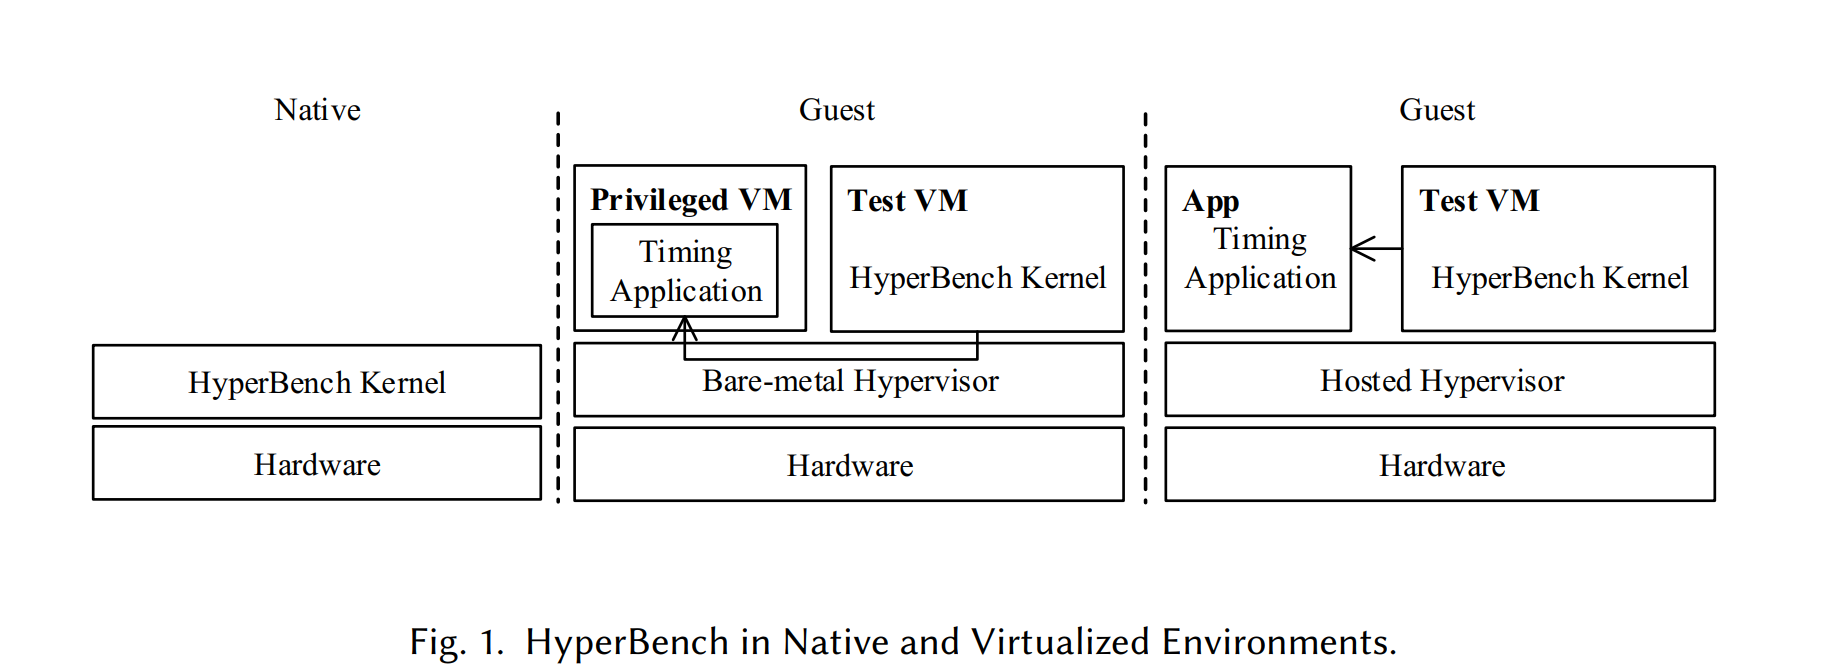 Native
HyperBench Kernel
Hardware
Guest
Privileged VM
Timing
Application
Test VM
HyperBench Kernel
Bare-metal Hypervisor
Hardware
Guest
App
Timing
Application
Test VM
HyperBench Kernel
Hosted Hypervisor
Hardware
Fig. 1. HyperBench in Native and Virtualized Environments.